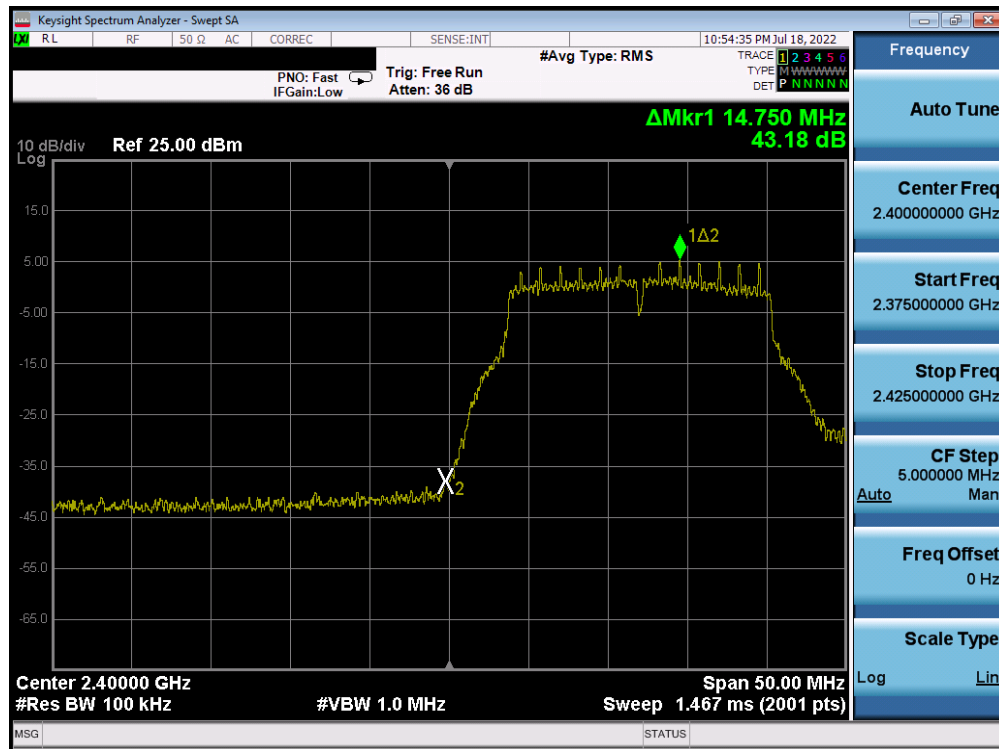 Keysight Spectrum Analyzer - Swept SA
LXI RL RF 50 Ω AC CORREC SENSE:INT 10:54:35 PM Jul 18, 2022
#Avg Type: RMS TRACE 1 2 3 4 5 6
PNO: Fast Trig: Free Run TYPE M WWWWW
IFGain:Low Atten: 36 dB DET P N N N N N
ΔMkr1 14.750 MHz
43.18 dB
10 dB/div Ref 25.00 dBm
Log
15.0
5.00
-5.00
-15.0
-25.0
-35.0
-45.0
-55.0
-65.0
1Δ2
X2
Center 2.40000 GHz Span 50.00 MHz
#Res BW 100 kHz #VBW 1.0 MHz Sweep 1.467 ms (2001 pts)
MSG STATUS
Frequency
Auto Tune
Center Freq
2.400000000 GHz
Start Freq
2.375000000 GHz
Stop Freq
2.425000000 GHz
CF Step
5.000000 MHz
Auto Man
Freq Offset
0 Hz
Scale Type
Log Lin